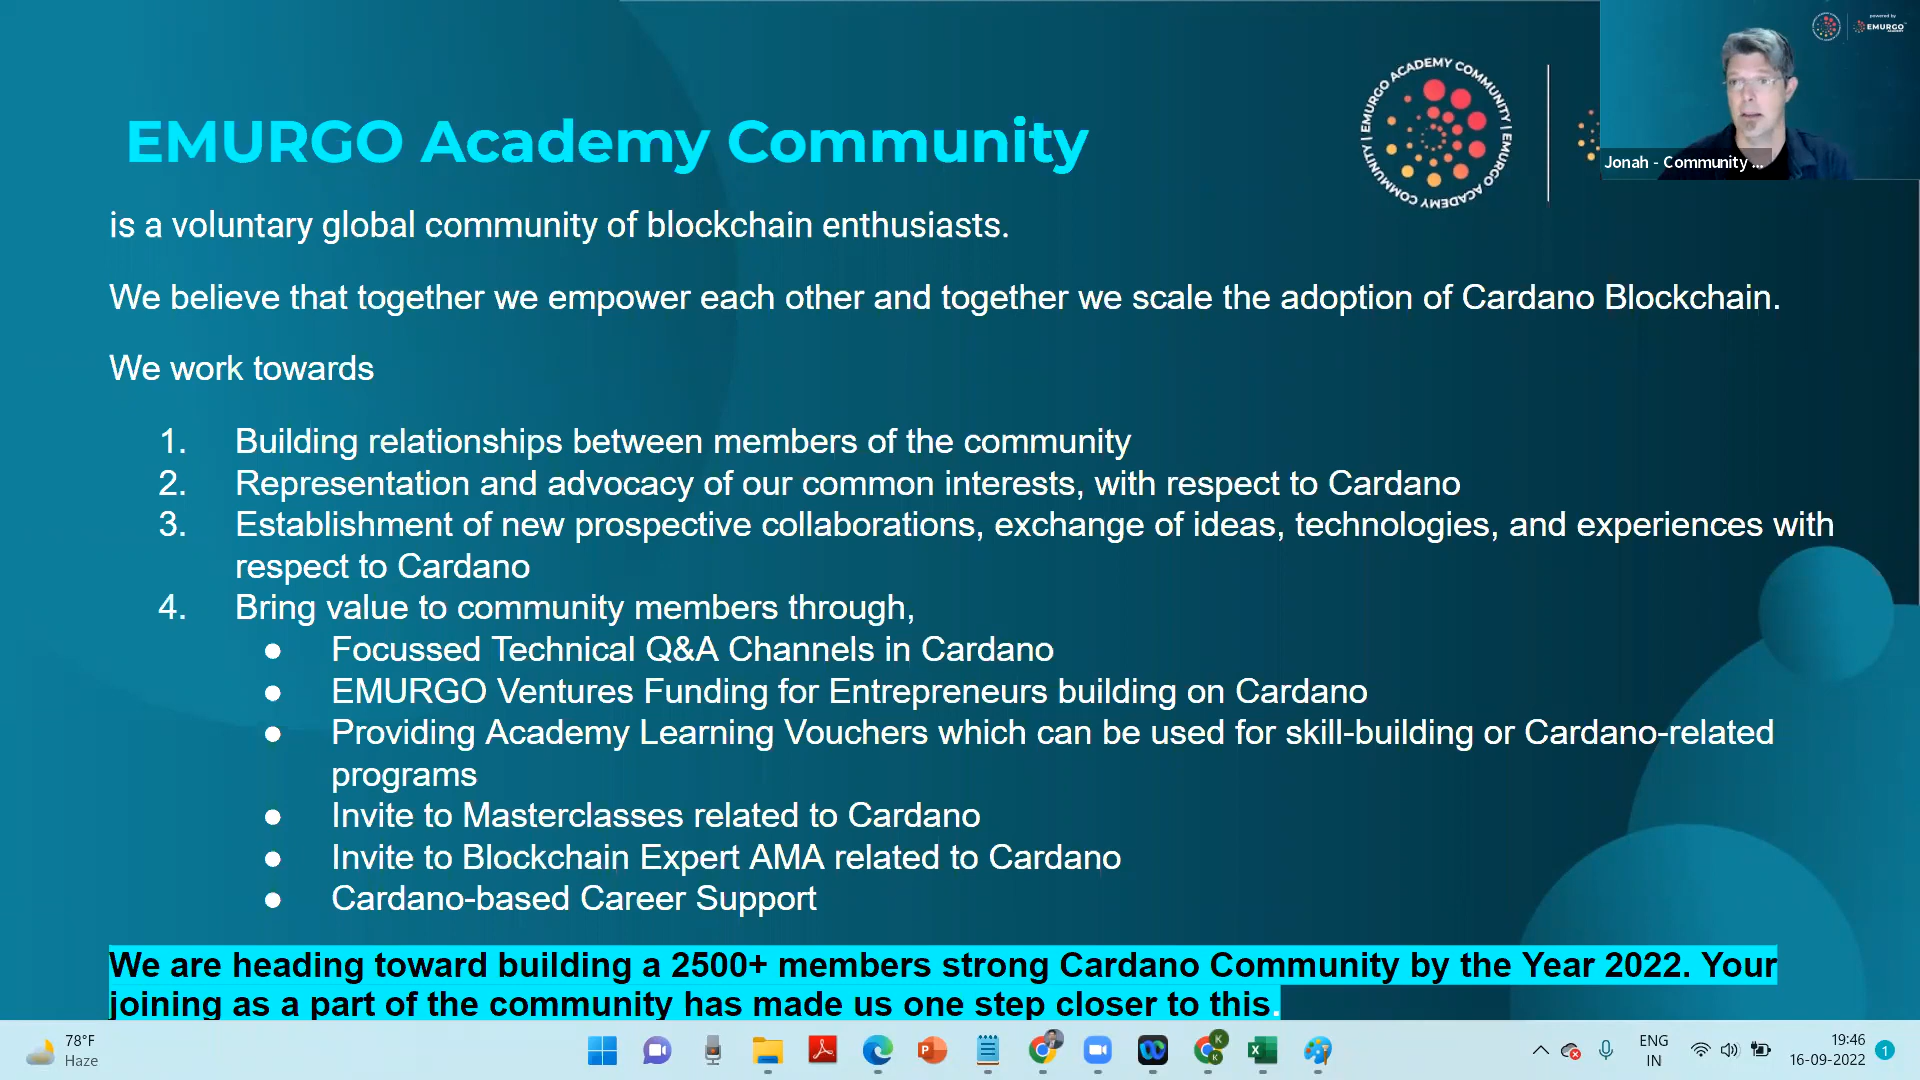 powered by
EMURGO
ACADEMY
EMURGO ACADEMY COMMUNITY | EMURGO ACADEMY COMMUNITY |
EMURGO Academy Community
Jonah - Community ...
is a voluntary global community of blockchain enthusiasts.
We believe that together we empower each other and together we scale the adoption of Cardano Blockchain.
We work towards
1. Building relationships between members of the community
2. Representation and advocacy of our common interests, with respect to Cardano
3. Establishment of new prospective collaborations, exchange of ideas, technologies, and experiences with
respect to Cardano
4. Bring value to community members through,
● Focussed Technical Q&A Channels in Cardano
● EMURGO Ventures Funding for Entrepreneurs building on Cardano
● Providing Academy Learning Vouchers which can be used for skill-building or Cardano-related
programs
● Invite to Masterclasses related to Cardano
● Invite to Blockchain Expert AMA related to Cardano
● Cardano-based Career Support
We are heading toward building a 2500+ members strong Cardano Community by the Year 2022. Your
joining as a part of the community has made us one step closer to this.
78°F
Haze
P
K
K
ENG
IN
19:46
16-09-2022
1